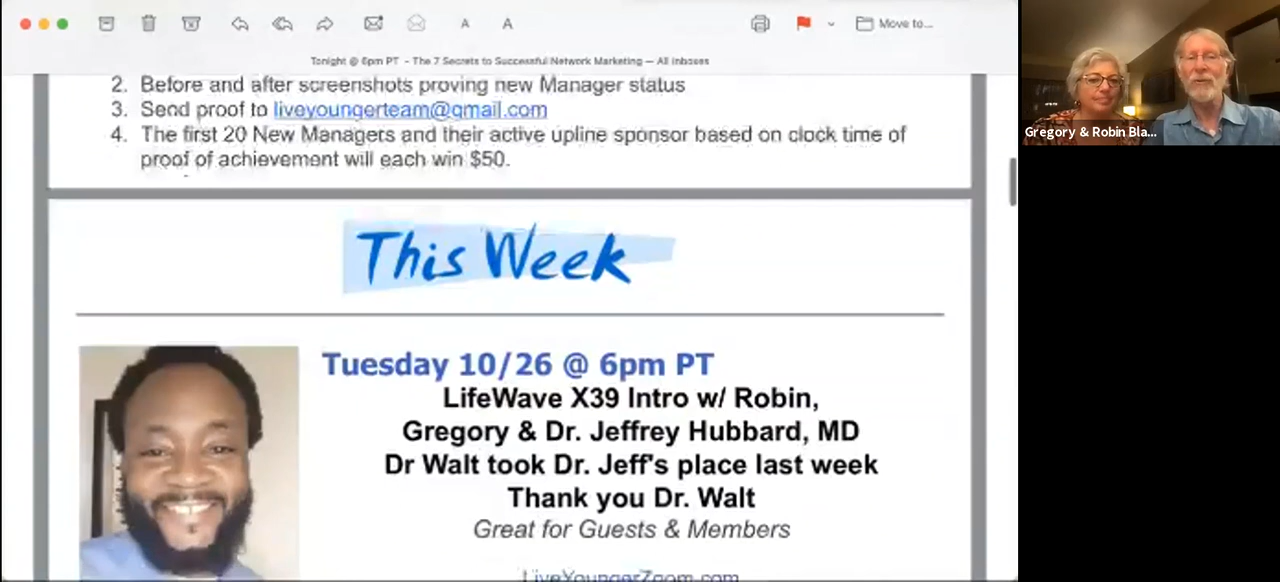 A
A
Move to...
Tonight @ 6pm PT - The 7 Secrets to Successful Network Marketing — All Inboxes
2. Before and after screenshots proving new Manager status
3. Send proof to liveyoungerteam@gmail.com
4. The first 20 New Managers and their active upline sponsor based on clock time of
proof of achievement will each win $50.
This Week
Tuesday 10/26 @ 6pm PT
LifeWave X39 Intro w/ Robin,
Gregory & Dr. Jeffrey Hubbard, MD
Dr Walt took Dr. Jeff's place last week
Thank you Dr. Walt
Great for Guests & Members
LiveYoungerZoom.com
Gregory & Robin Bla...